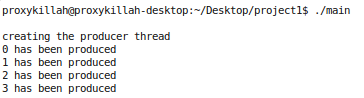 proxykillah@proxykillah-desktop:~/Desktop/project1$ ./main
creating the producer thread
0 has been produced
1 has been produced
2 has been produced
3 has been produced